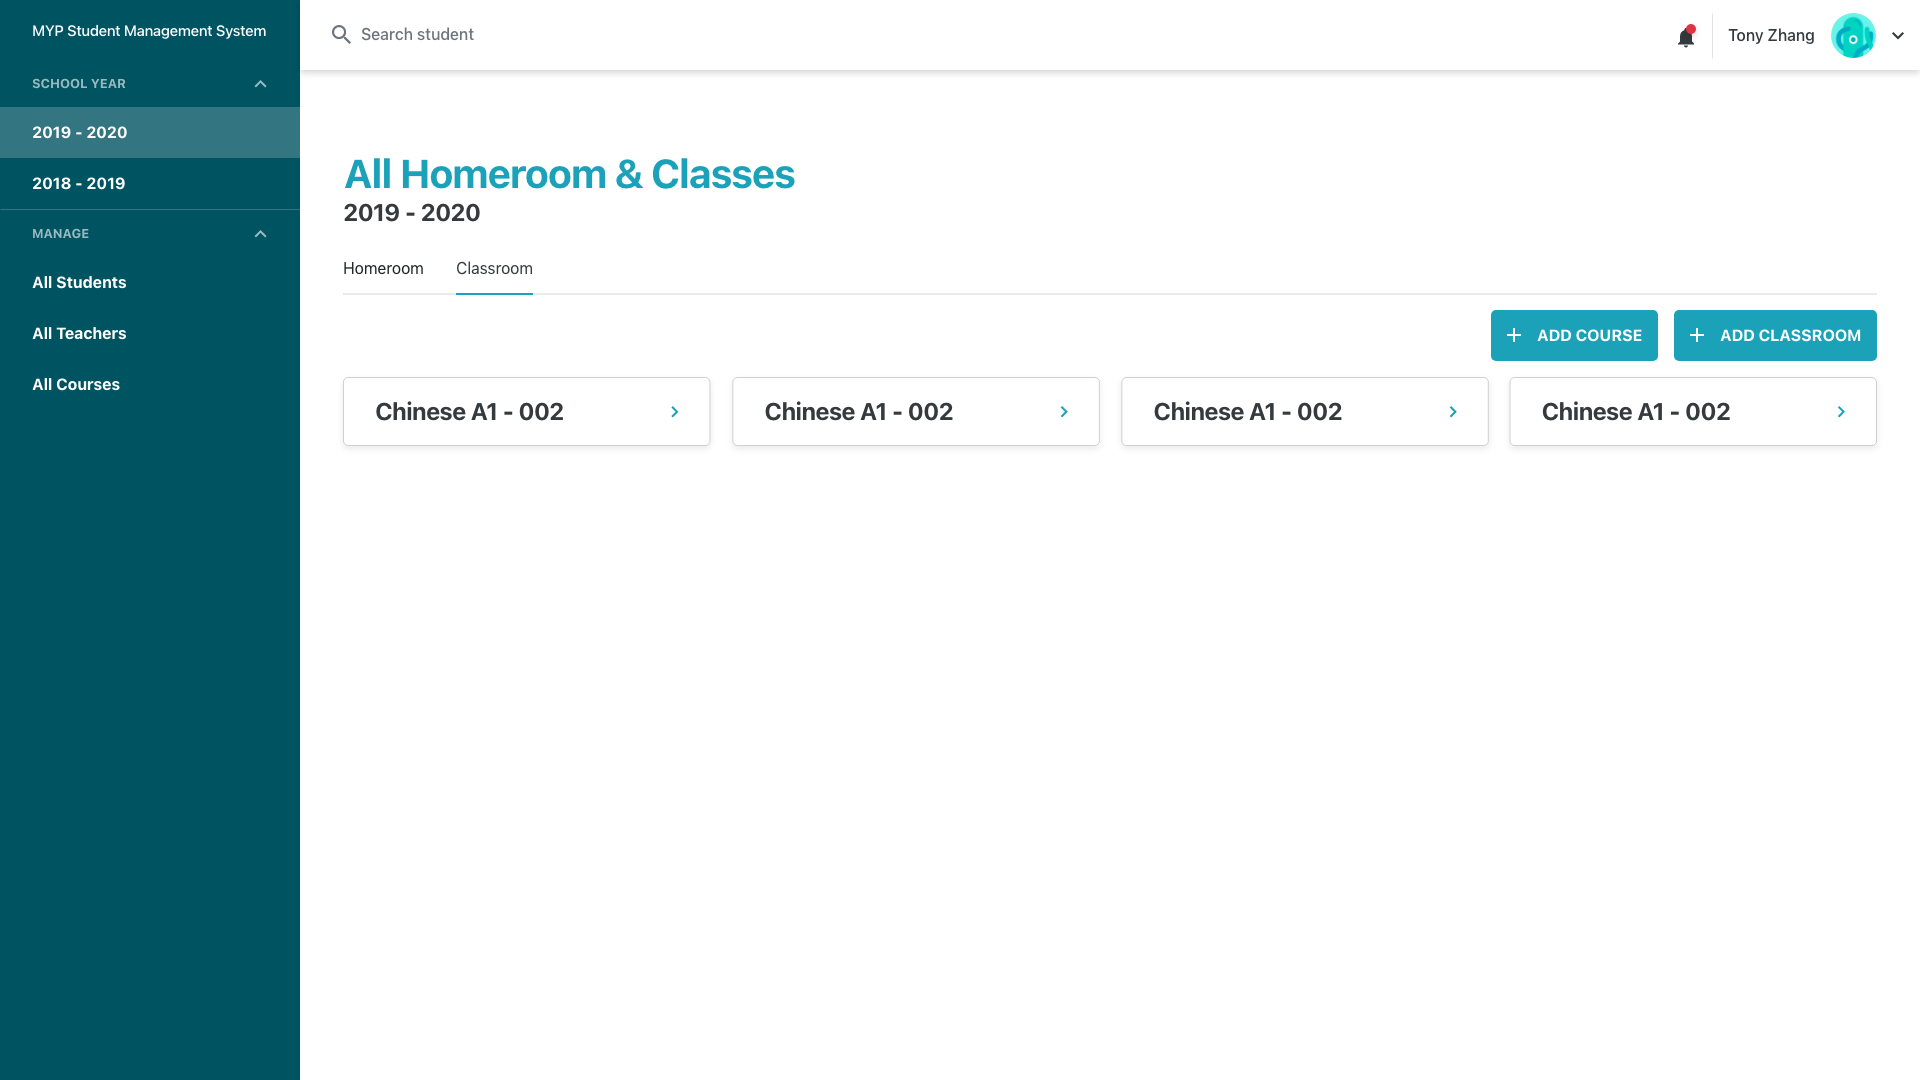 MYP Student Management System
SCHOOL YEAR
2019 - 2020
2018 - 2019
MANAGE
All Students
All Teachers
All Courses
Search student
Tony Zhang
All Homeroom & Classes
2019 - 2020
Homeroom
Classroom
ADD COURSE
ADD CLASSROOM
Chinese A1 - 002
Chinese A1 - 002
Chinese A1 - 002
Chinese A1 - 002